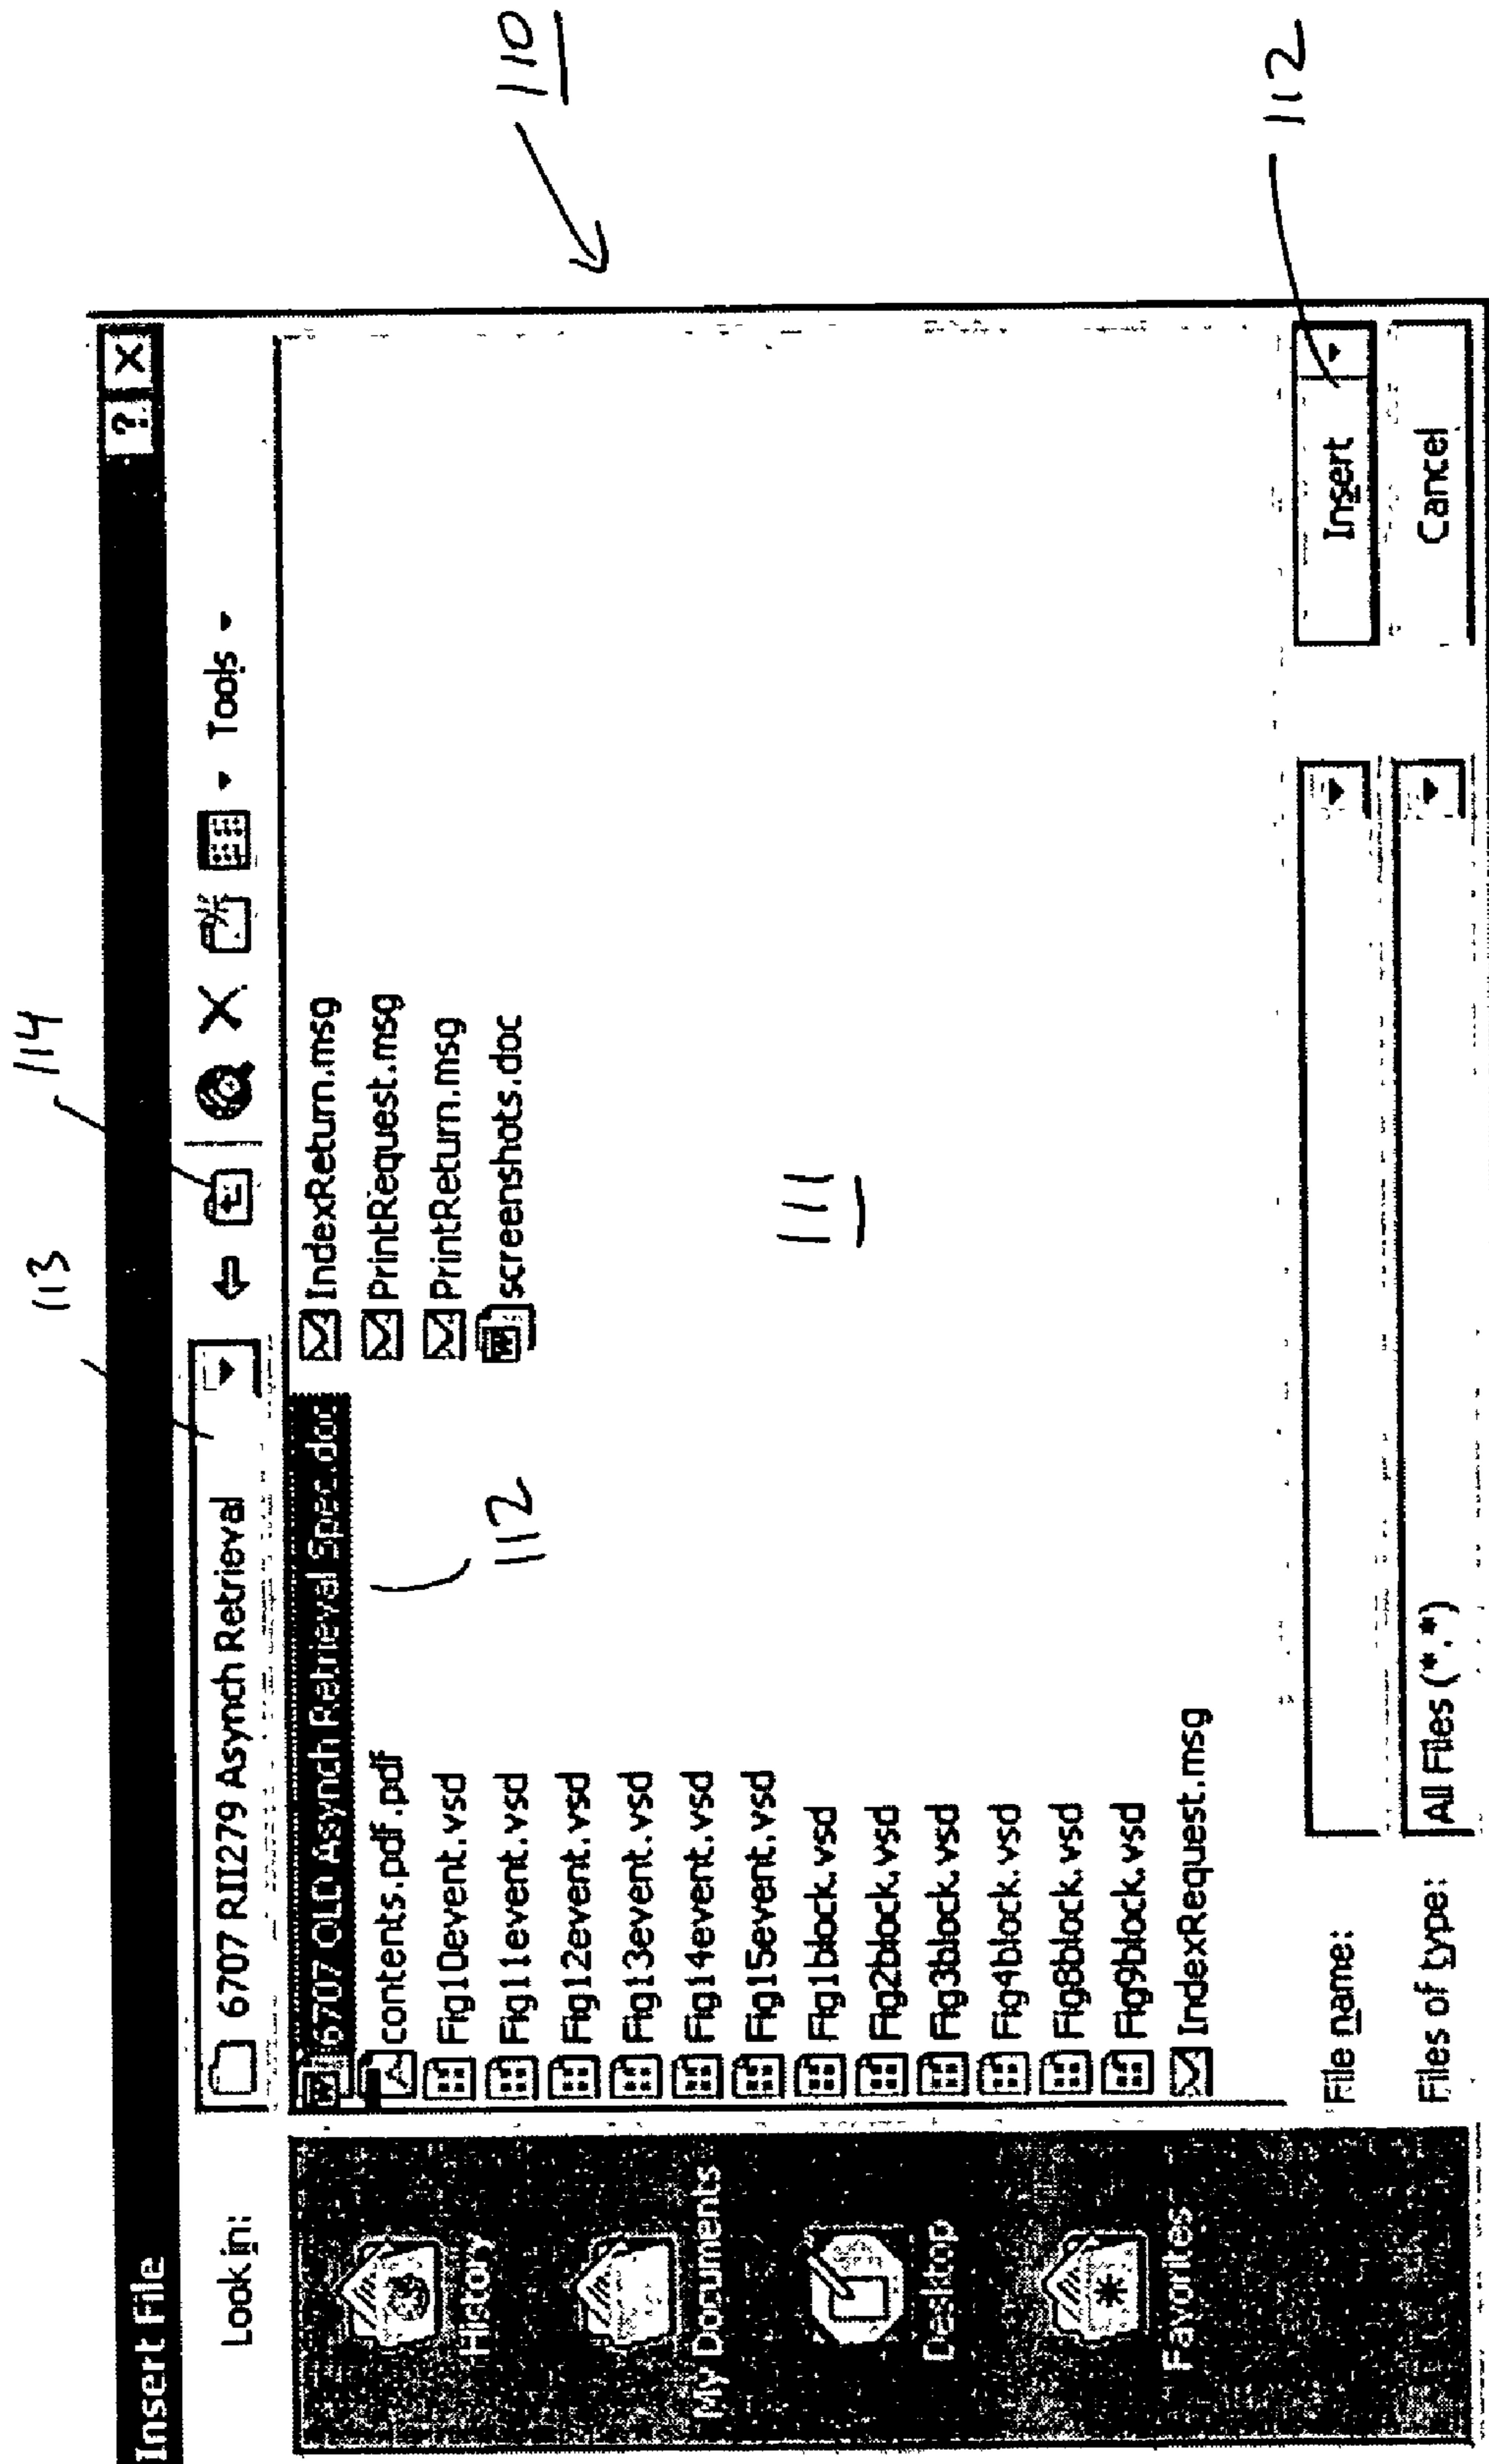 113
114
110
Insert File
? X
Look in:
6707 RII279 Asynch Retrieval
Tools
History
My Documents
Desktop
Favorites
6707 OLD Asynch Retrieval Spec.doc
contents.pdf.pdf
Fig10event.vsd
Fig11event.vsd
Fig12event.vsd
Fig13event.vsd
Fig14event.vsd
Fig15event.vsd
Fig1block.vsd
Fig2block.vsd
Fig3block.vsd
Fig4block.vsd
Fig8block.vsd
Fig9block.vsd
IndexRequest.msg
IndexReturn.msg
PrintRequest.msg
PrintReturn.msg
screenshots.doc
112
111
File name:
Insert
112
Files of type:
All Files (*.*)
Cancel